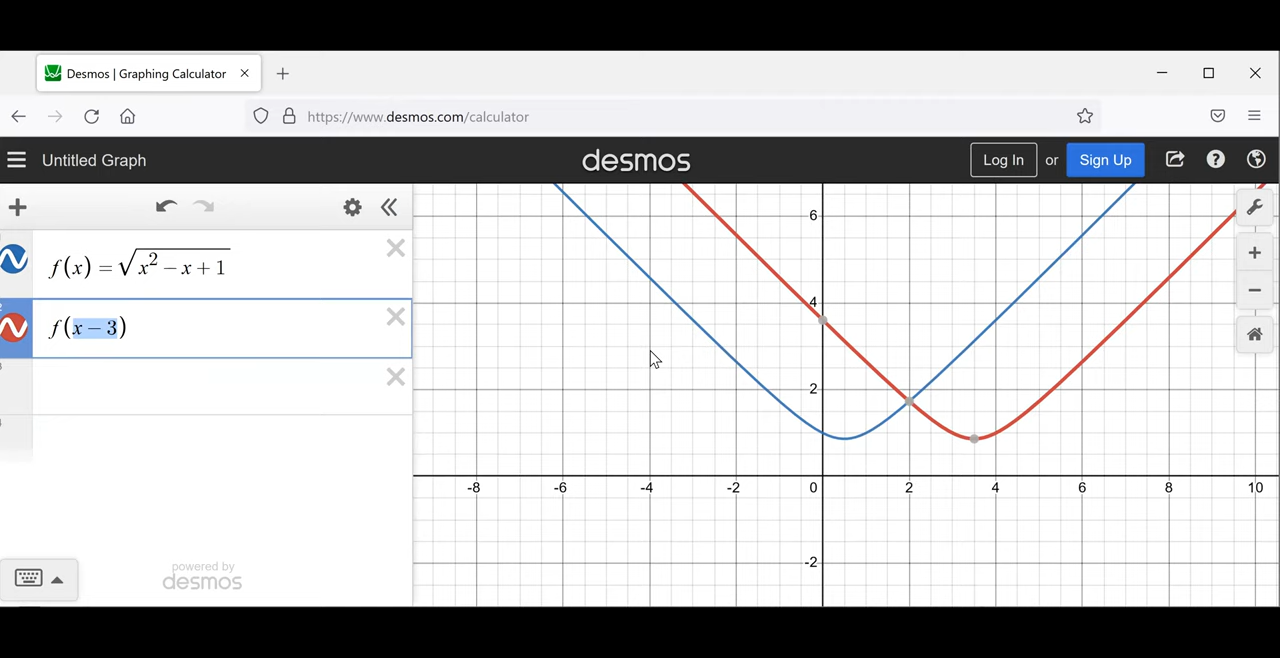 Desmos | Graphing Calculator
https://www.desmos.com/calculator
Untitled Graph desmos Log In or Sign Up
f(x) = √(x² − x + 1)
f(x − 3)
powered by
desmos
6
4
2
-8 -6 -4 -2 0 2 4 6 8 10
-2